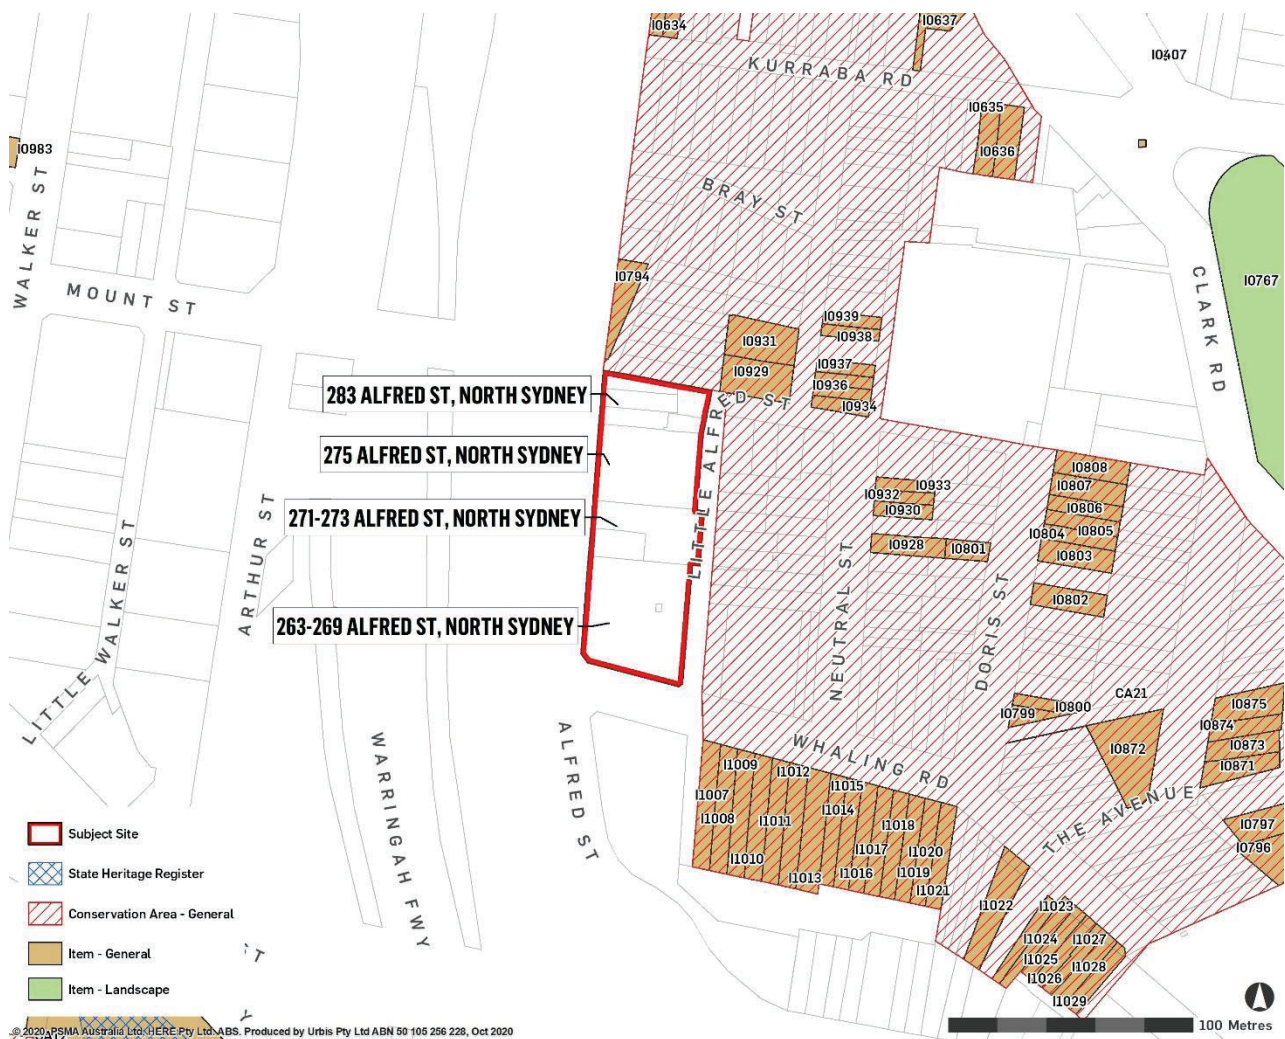 I0634
I0637
I0407
KURRABA RD
I0635
I0636
I0983
WALKER ST
BRAY ST
I0794
I0767
CLARK RD
MOUNT ST
I0939
I0938
I0931
I0929
I0937
I0936
I0934
283 ALFRED ST, NORTH SYDNEY
LITTLE ALFRED ST
275 ALFRED ST, NORTH SYDNEY
I0808
I0807
I0806
I0805
I0804
I0803
I0933
I0932
I0930
271-273 ALFRED ST, NORTH SYDNEY
ARTHUR ST
LITTLE WALKER ST
I0928
I0801
I0802
NEUTRAL ST
DORIS ST
263-269 ALFRED ST, NORTH SYDNEY
CA21
I0799
I0800
I0872
I0875
I0874
I0873
I0871
WHALING RD
THE AVENUE
I0797
I0796
ALFRED ST
WARRINGAH FWY
I1009
I1012
I1015
I1007
I1008
I1011
I1014
I1018
I1010
I1013
I1017
I1016
I1020
I1019
I1021
I1022
I1023
I1024
I1027
I1025
I1028
I1026
I1029
Subject Site
State Heritage Register
Conservation Area - General
Item - General
Item - Landscape
ST
Y
© 2020. PSMA Australia Ltd, HERE Pty Ltd. ABS. Produced by Urbis Pty Ltd ABN 50 105 256 228, Oct 2020
100 Metres